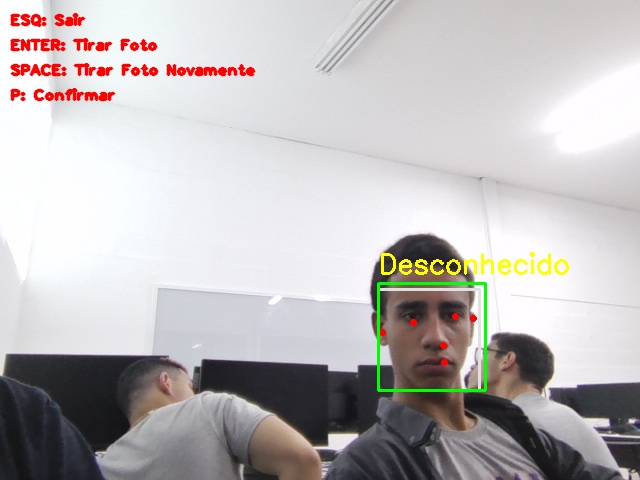 ESQ: Sair
ENTER: Tirar Foto
SPACE: Tirar Foto Novamente
P: Confirmar
Desconhecido